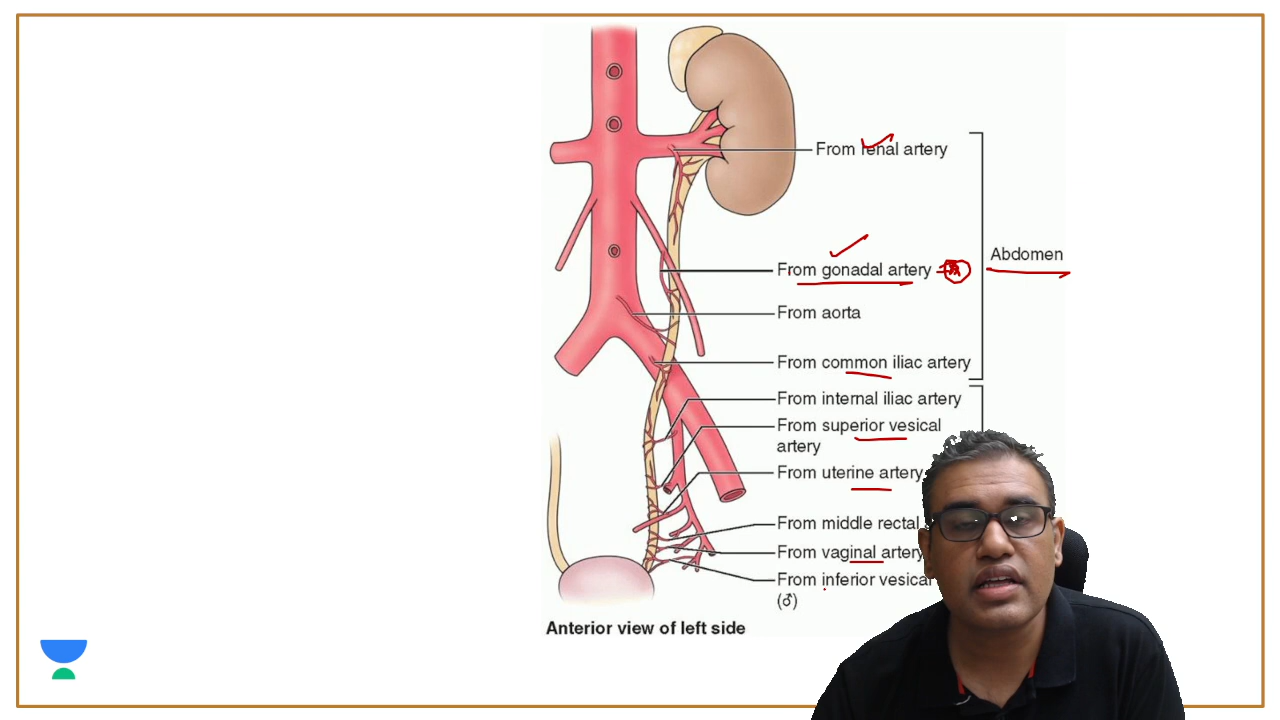 From renal artery
Abdomen
From gonadal artery
From aorta
From common iliac artery
From internal iliac artery
From superior vesical
artery
From uterine artery
From middle rectal
From vaginal artery
From inferior vesical
(♂)
Anterior view of left side